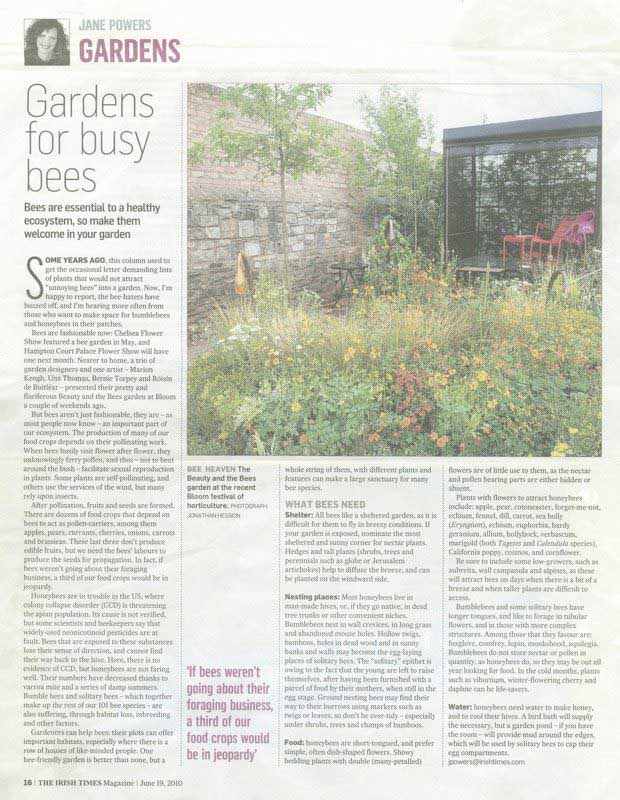 JANE POWERS
GARDENS
Gardens
for busy
bees
Bees are essential to a healthy
ecosystem, so make them
welcome in your garden
SOME YEARS AGO, this column used to
get the occasional letter demanding lists
of plants that would not attract
“annoying bees” into a garden. Now, I’m
happy to report, the bee-haters have
buzzed off, and I’m hearing more often from
those who want to make space for bumblebees
and honeybees in their patches.
Bees are fashionable now: Chelsea Flower
Show featured a bee garden in May, and
Hampton Court Palace Flower Show will have
one next month. Nearer to home, a trio of
garden designers and one artist – Marion
Keogh, Una Thomas, Bernie Torpey and Róisín
de Buitléar – presented their pretty and
floriferous Beauty and the Bees garden at Bloom
a couple of weekends ago.
But bees aren’t just fashionable, they are – as
most people now know – an important part of
our ecosystem. The production of many of our
food crops depends on their pollinating work.
When bees busily visit flower after flower, they
unknowingly ferry pollen, and thus – not to beat
around the bush – facilitate sexual reproduction
in plants. Some plants are self-pollinating, and
others use the services of the wind, but many
rely upon insects.
After pollination, fruits and seeds are formed.
There are dozens of food crops that depend on
bees to act as pollen-carriers, among them
apples, pears, currants, cherries, onions, carrots
and brassicas. These last three don’t produce
edible fruits, but we need the bees’ labours to
produce the seeds for propagation. In fact, if
bees weren’t going about their foraging
business, a third of our food crops would be in
jeopardy.
Honeybees are in trouble in the US, where
colony collapse disorder (CCD) is threatening
the apian population. Its cause is not verified,
but some scientists and beekeepers say that
widely-used neonicotinoid pesticides are at
fault. Bees that are exposed to these substances
lose their sense of direction, and cannot find
their way back to the hive. Here, there is no
evidence of CCD, but honeybees are not faring
well. Their numbers have decreased thanks to
varroa mite and a series of damp summers.
Bumble bees and solitary bees – which together
make up the rest of our 101 bee species – are
also suffering, through habitat loss, inbreeding
and other factors.
Gardeners can help bees: their plots can offer
important habitats, especially where there is a
row of houses of like-minded people. One
bee-friendly garden is better than none, but a
BEE HEAVEN The
Beauty and the Bees
garden at the recent
Bloom festival of
horticulture. PHOTOGRAPH:
JONATHAN HESSION
‘If bees weren’t
going about their
foraging business,
a third of our
food crops would
be in jeopardy’
whole string of them, with different plants and
features can make a large sanctuary for many
bee species.
WHAT BEES NEED
Shelter: All bees like a sheltered garden, as it is
difficult for them to fly in breezy conditions. If
your garden is exposed, nominate the most
sheltered and sunny corner for nectar plants.
Hedges and tall plants (shrubs, trees and
perennials such as globe or Jerusalem
artichokes) help to diffuse the breeze, and can
be planted on the windward side.
Nesting places: Most honeybees live in
man-made hives, or, if they go native, in dead
tree trunks or other convenient niches.
Bumblebees nest in wall crevices, in long grass
and abandoned mouse holes. Hollow twigs,
bamboos, holes in dead wood and in sunny
banks and walls may become the egg-laying
places of solitary bees. The “solitary” epithet is
owing to the fact that the young are left to raise
themselves, after having been furnished with a
parcel of food by their mothers, when still in the
egg stage. Ground nesting bees may find their
way to their burrows using markers such as
twigs or leaves, so don’t be over-tidy – especially
under shrubs, trees and clumps of bamboo.
Food: honeybees are short-tongued, and prefer
simple, often dish-shaped flowers. Showy
bedding plants with double (many-petalled)
flowers are of little use to them, as the nectar
and pollen bearing parts are either hidden or
absent.
Plants with flowers to attract honeybees
include: apple, pear, cotoneaster, forget-me-not,
echium, fennel, dill, carrot, sea holly
(Eryngium), echium, euphorbia, hardy
geranium, allium, hollyhock, verbascum,
marigold (both Tagetes and Calendula species),
California poppy, cosmos, and cornflower.
Be sure to include some low-growers, such as
aubretia, wall campanula and alpines, as these
will attract bees on days when there is a bit of a
breeze and when taller plants are difficult to
access.
Bumblebees and some solitary bees have
longer tongues, and like to forage in tubular
flowers, and in those with more complex
structures. Among those that they favour are:
foxglove, comfrey, lupin, monkshood, aquilegia.
Bumblebees do not store nectar or pollen in
quantity, as honeybees do, so they may be out all
year looking for food. In the cold months, plants
such as viburnum, winter-flowering cherry and
daphne can be life-savers.
Water: honeybees need water to make honey,
and to cool their hives. A bird bath will supply
the necessary, but a garden pond – if you have
the room – will provide mud around the edges,
which will be used by solitary bees to cap their
egg compartments.
jpowers@irishtimes.com
16 | THE IRISH TIMES Magazine | June 19, 2010